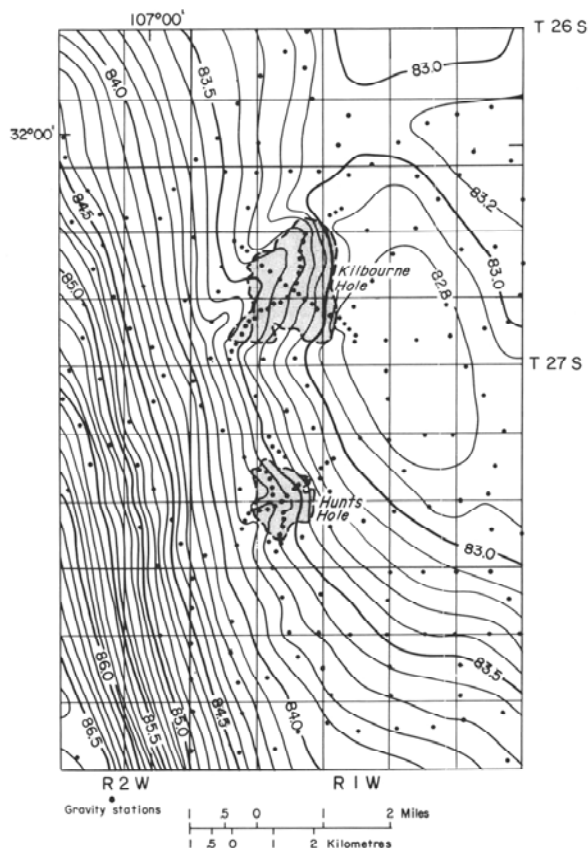 107°00'
T 26 S
83.0
84.0
83.5
32°00'
84.5
83.2
83.0
85.0
Kilbourne
Hole
82.8
T 27 S
Hunts
Hole
83.0
83.5
86.0
85.5
85.0
84.5
84.0
86.5
R 2 W
R 1 W
Gravity stations
1 .5 0 1 2 Miles
1 .5 0 1 2 Kilometres